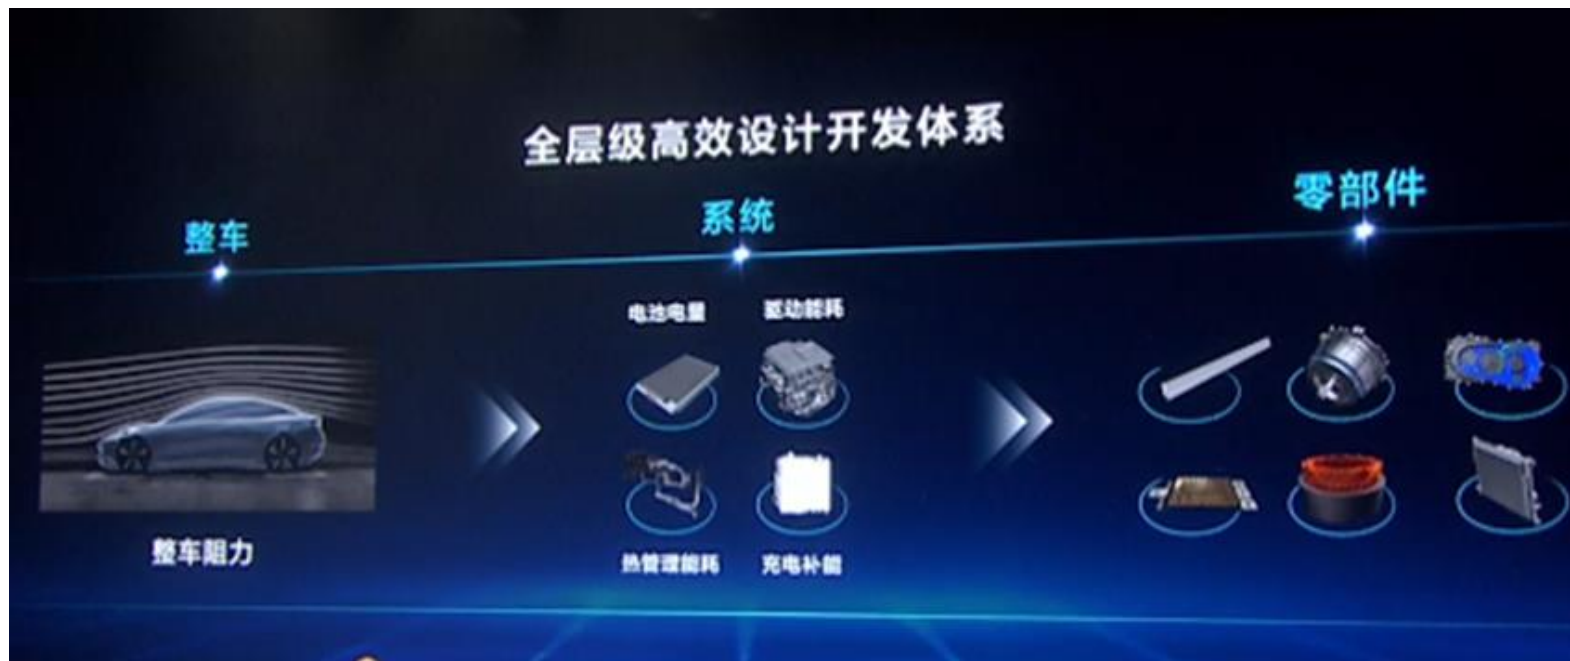 全层级高效设计开发体系
整车
系统
零部件
电池电量
驱动能耗
整车阻力
热管理能耗
充电补能